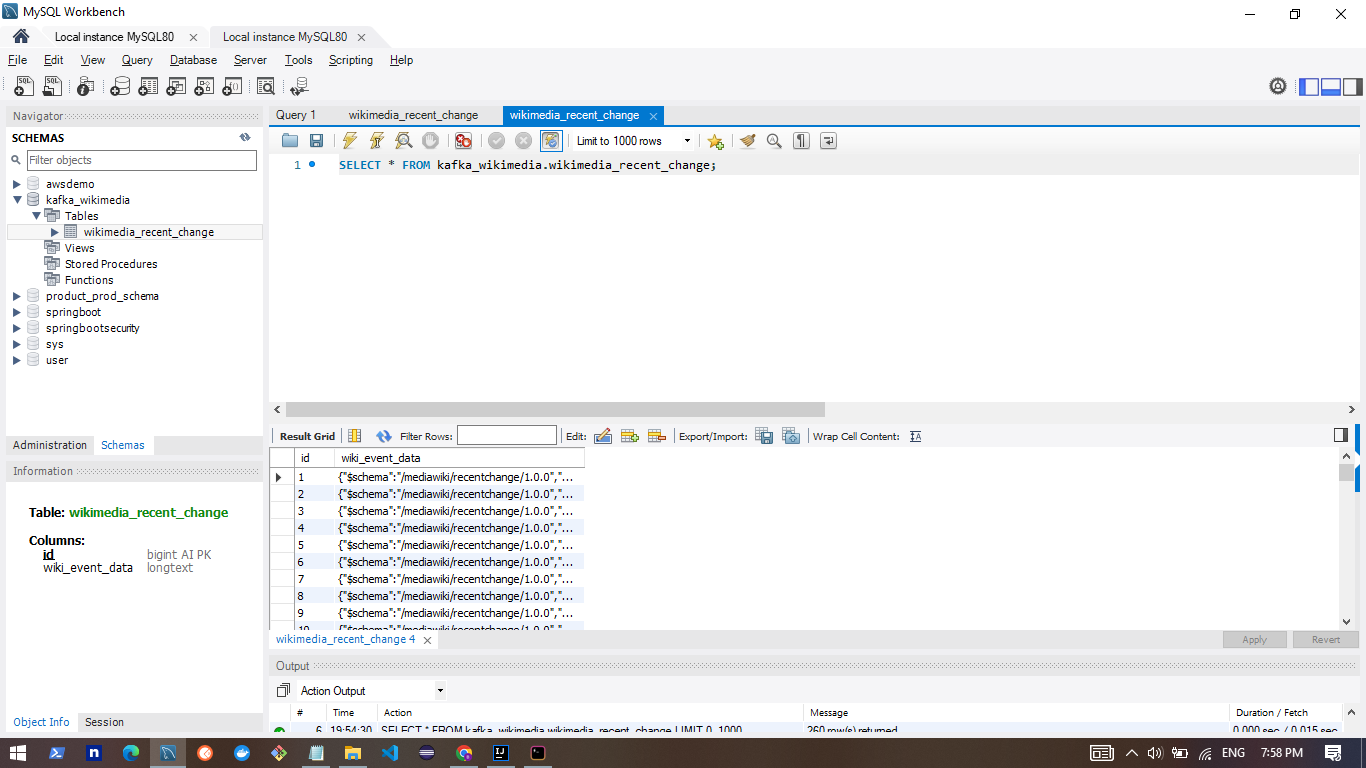 MySQL Workbench
Local instance MySQL80
Local instance MySQL80
File Edit View Query Database Server Tools Scripting Help
Navigator
SCHEMAS
Filter objects
awsdemo
kafka_wikimedia
Tables
wikimedia_recent_change
Views
Stored Procedures
Functions
product_prod_schema
springboot
springbootsecurity
sys
user
Administration Schemas
Information
Table: wikimedia_recent_change
Columns:
id bigint AI PK
wiki_event_data longtext
Object Info Session
Query 1 wikimedia_recent_change wikimedia_recent_change
Limit to 1000 rows
1 SELECT * FROM kafka_wikimedia.wikimedia_recent_change;
Result Grid Filter Rows: Edit: Export/Import: Wrap Cell Content:
id wiki_event_data
1 {"$schema":"/mediawiki/recentchange/1.0.0","...
2 {"$schema":"/mediawiki/recentchange/1.0.0","...
3 {"$schema":"/mediawiki/recentchange/1.0.0","...
4 {"$schema":"/mediawiki/recentchange/1.0.0","...
5 {"$schema":"/mediawiki/recentchange/1.0.0","...
6 {"$schema":"/mediawiki/recentchange/1.0.0","...
7 {"$schema":"/mediawiki/recentchange/1.0.0","...
8 {"$schema":"/mediawiki/recentchange/1.0.0","...
9 {"$schema":"/mediawiki/recentchange/1.0.0","...
10 {"$schema":"/mediawiki/recentchange/1.0.0","...
wikimedia_recent_change 4
Apply Revert
Output
Action Output
# Time Action Message Duration / Fetch
6 19:54:30 SELECT * FROM kafka_wikimedia.wikimedia_recent_change LIMIT 0, 1000 260 row(s) returned 0.000 sec / 0.015 sec
ENG 7:58 PM